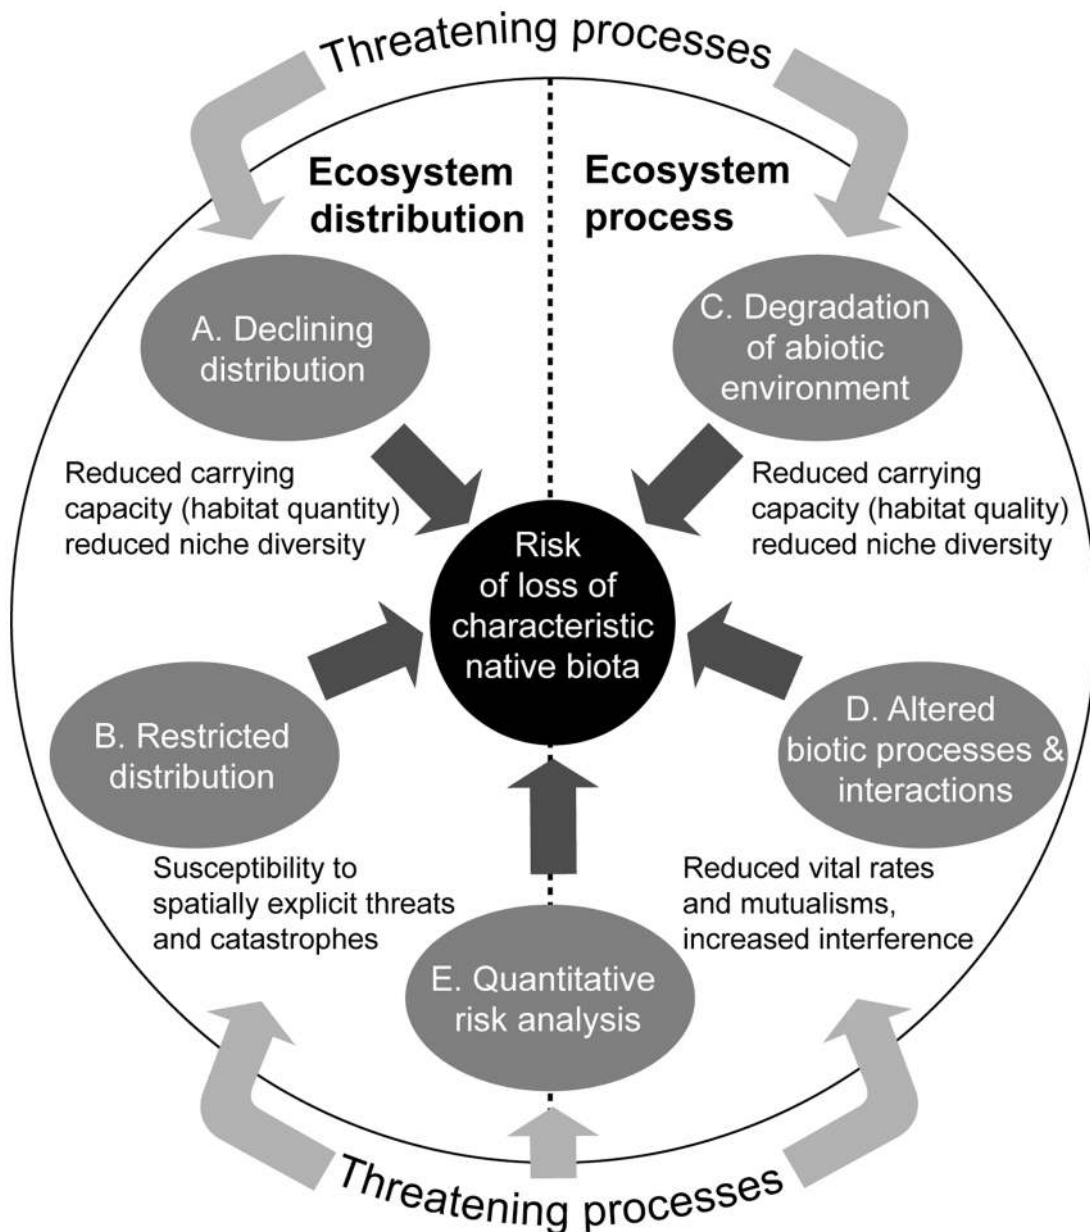 Threatening processes
Ecosystem
distribution
Ecosystem
process
A. Declining
distribution
C. Degradation
of abiotic
environment
Reduced carrying
capacity (habitat quantity)
reduced niche diversity
Reduced carrying
capacity (habitat quality)
reduced niche diversity
Risk
of loss of
characteristic
native biota
B. Restricted
distribution
D. Altered
biotic processes &
interactions
Susceptibility to
spatially explicit threats
and catastrophes
Reduced vital rates
and mutualisms,
increased interference
E. Quantitative
risk analysis
Threatening processes